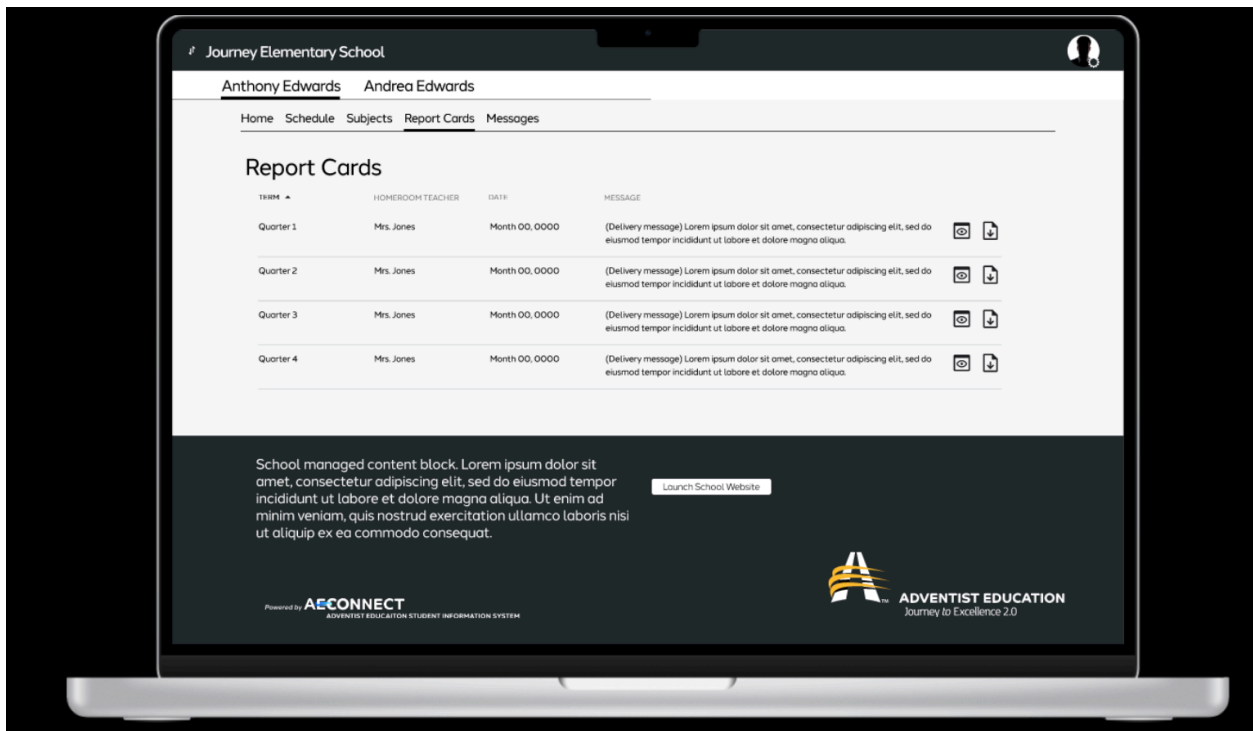 Journey Elementary School
Anthony Edwards Andrea Edwards
Home Schedule Subjects Report Cards Messages
Report Cards
TERM HOMEROOM TEACHER DATE MESSAGE
Quarter 1 Mrs. Jones Month 00, 0000 (Delivery message) Lorem ipsum dolor sit amet, consectetur adipiscing elit, sed do
eiusmod tempor incididunt ut labore et dolore magna aliqua.
Quarter 2 Mrs. Jones Month 00, 0000 (Delivery message) Lorem ipsum dolor sit amet, consectetur adipiscing elit, sed do
eiusmod tempor incididunt ut labore et dolore magna aliqua.
Quarter 3 Mrs. Jones Month 00, 0000 (Delivery message) Lorem ipsum dolor sit amet, consectetur adipiscing elit, sed do
eiusmod tempor incididunt ut labore et dolore magna aliqua.
Quarter 4 Mrs. Jones Month 00, 0000 (Delivery message) Lorem ipsum dolor sit amet, consectetur adipiscing elit, sed do
eiusmod tempor incididunt ut labore et dolore magna aliqua.
School managed content block. Lorem ipsum dolor sit
amet, consectetur adipiscing elit, sed do eiusmod tempor
incididunt ut labore et dolore magna aliqua. Ut enim ad
minim veniam, quis nostrud exercitation ullamco laboris nisi
ut aliquip ex ea commodo consequat.
Launch School Website
Powered by AECONNECT
ADVENTIST EDUCAITON STUDENT INFORMATION SYSTEM
TM
ADVENTIST EDUCATION
Journey to Excellence 2.0